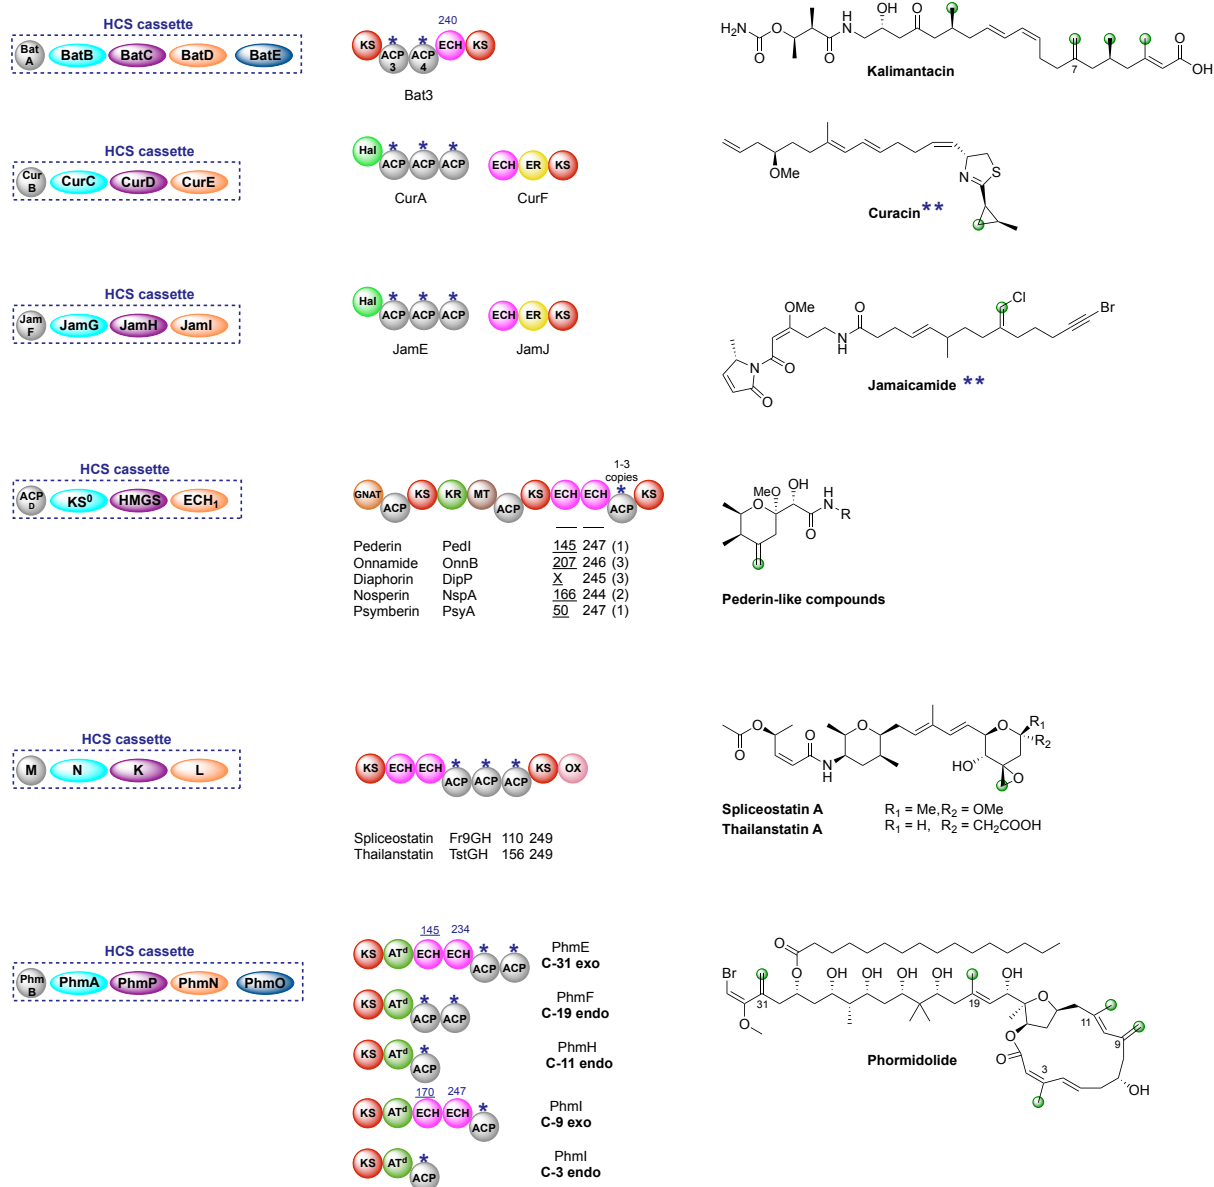 HCS cassette
Bat A BatB BatC BatD BatE
240
KS * ACP 3 * ACP 4 ECH KS
Bat3
H₂N O O N H O OH O 7 O OH
Kalimantacin
HCS cassette
Cur B CurC CurD CurE
Hal * ACP * ACP * ACP
CurA
ECH ER KS
CurF
OMe N S
Curacin**
HCS cassette
Jam F JamG JamH JamI
Hal * ACP * ACP * ACP
JamE
ECH ER KS
JamJ
OMe O N O O N H Cl Br
Jamaicamide **
HCS cassette
ACP D KS⁰ HMGS ECH₁
1-3
copies
GNAT ACP KS KR MT ACP KS ECH ECH * ACP KS
Pederin PedI 145 247 (1)
Onnamide OnnB 207 246 (3)
Diaphorin DipP X 245 (3)
Nosperin NspA 166 244 (2)
Psymberin PsyA 50 247 (1)
MeO OH O H N R O
Pederin-like compounds
HCS cassette
M N K L
KS ECH ECH * ACP * ACP * ACP KS OX
Spliceostatin Fr9GH 110 249
Thailanstatin TstGH 156 249
O O O N H O O R₁ R₂ HO O
Spliceostatin A R₁ = Me, R₂ = OMe
Thailanstatin A R₁ = H, R₂ = CH₂COOH
HCS cassette
Phm B PhmA PhmP PhmN PhmO
145 234
KS ATᵈ ECH ECH * ACP * ACP
PhmE
C-31 exo
KS ATᵈ * ACP * ACP
PhmF
C-19 endo
KS ATᵈ * ACP
PhmH
C-11 endo
170 247
KS ATᵈ ECH ECH * ACP
PhmI
C-9 exo
KS ATᵈ * ACP
PhmI
C-3 endo
O
Br O OH OH OH OH OH
31 19 O 11
O O 9
O 3 OH
Phormidolide